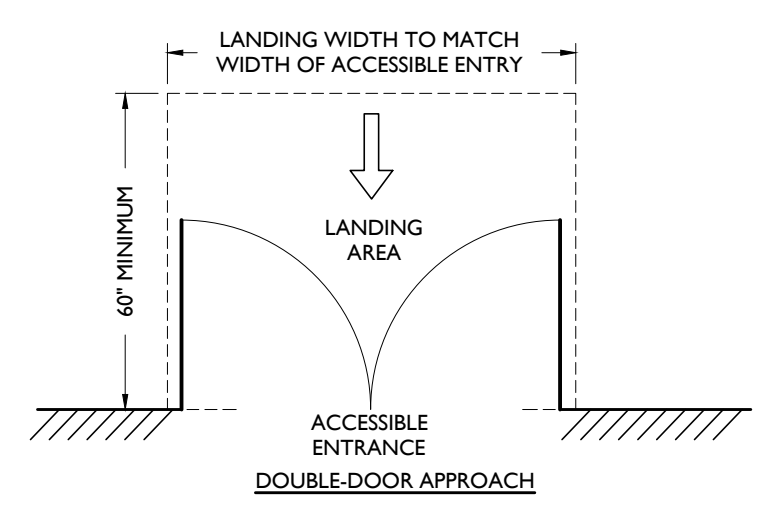 LANDING WIDTH TO MATCH
WIDTH OF ACCESSIBLE ENTRY
60" MINIMUM
LANDING
AREA
ACCESSIBLE
ENTRANCE
DOUBLE-DOOR APPROACH